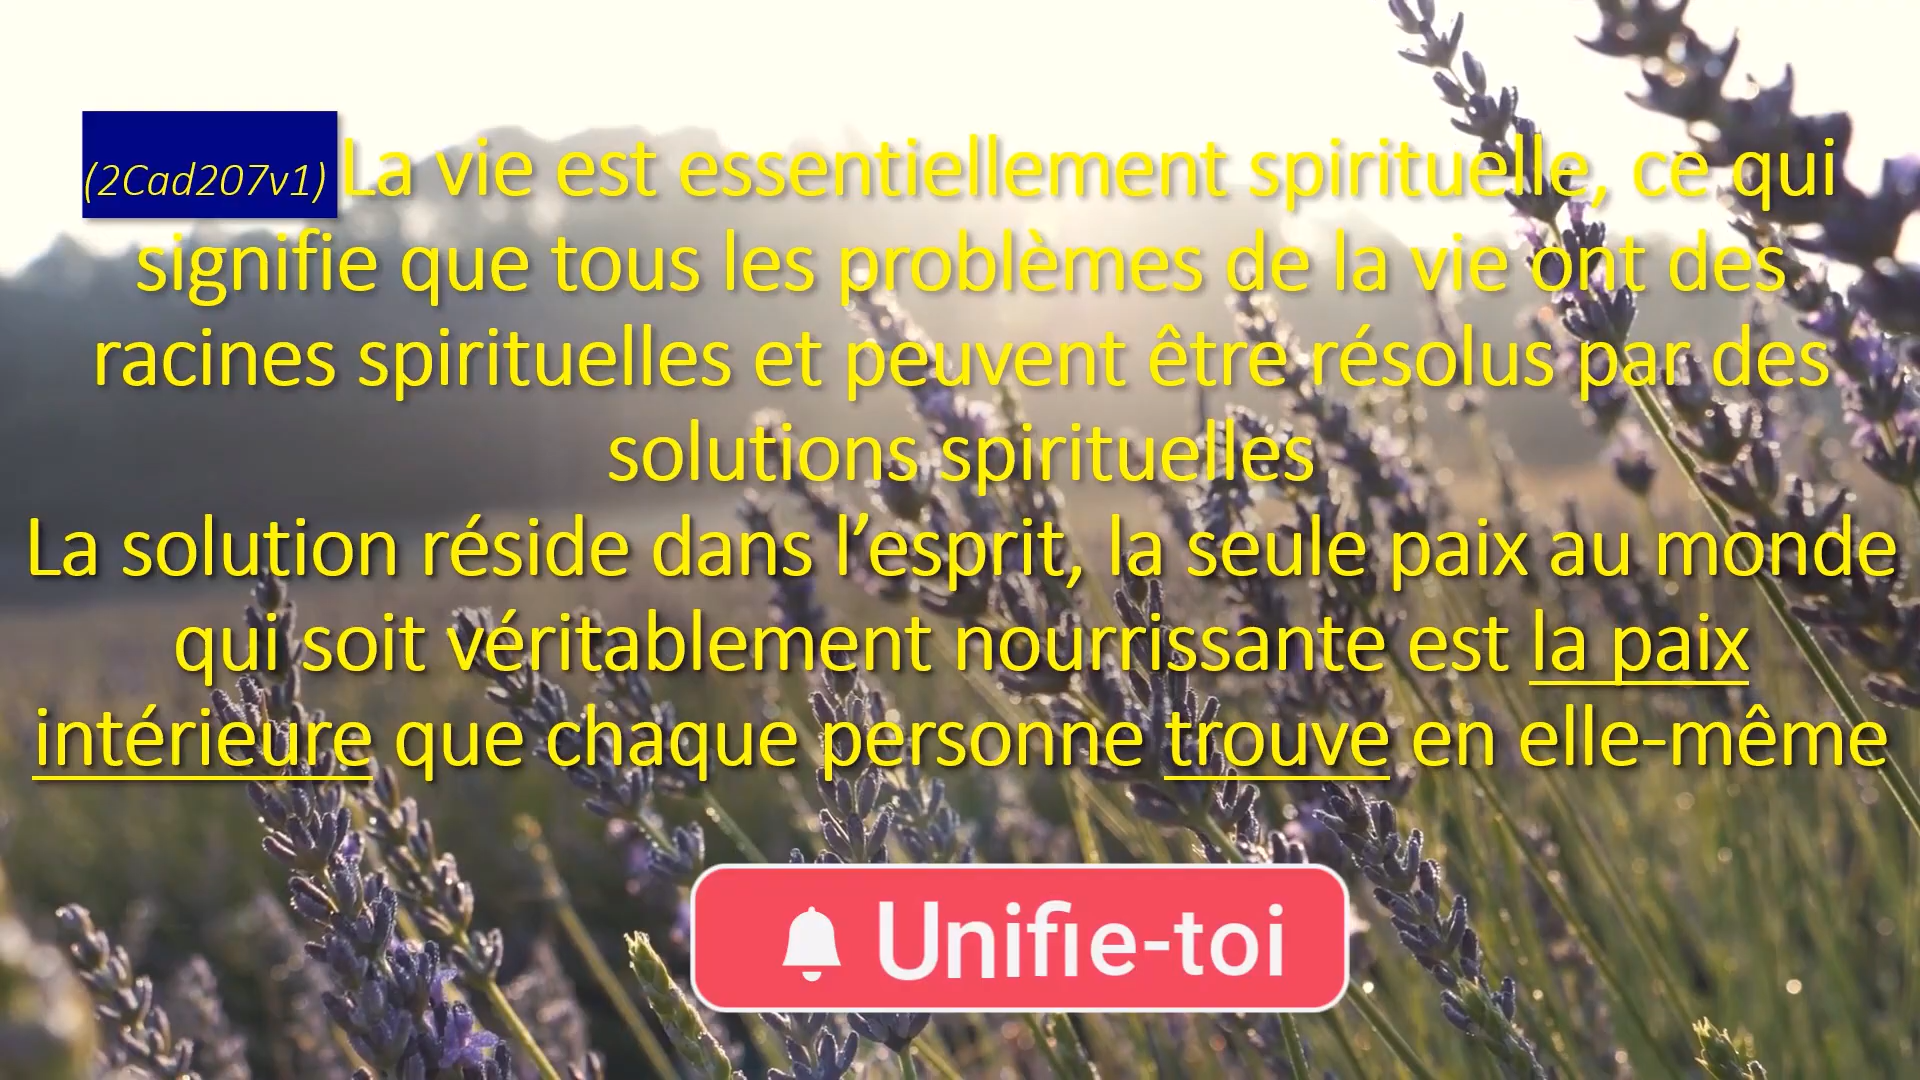 (2Cad207v1) La vie est essentiellement spirituelle, ce qui
signifie que tous les problèmes de la vie ont des
racines spirituelles et peuvent être résolus par des
solutions spirituelles
La solution réside dans l’esprit, la seule paix au monde
qui soit véritablement nourrissante est la paix
intérieure que chaque personne trouve en elle-même
Unifie-toi